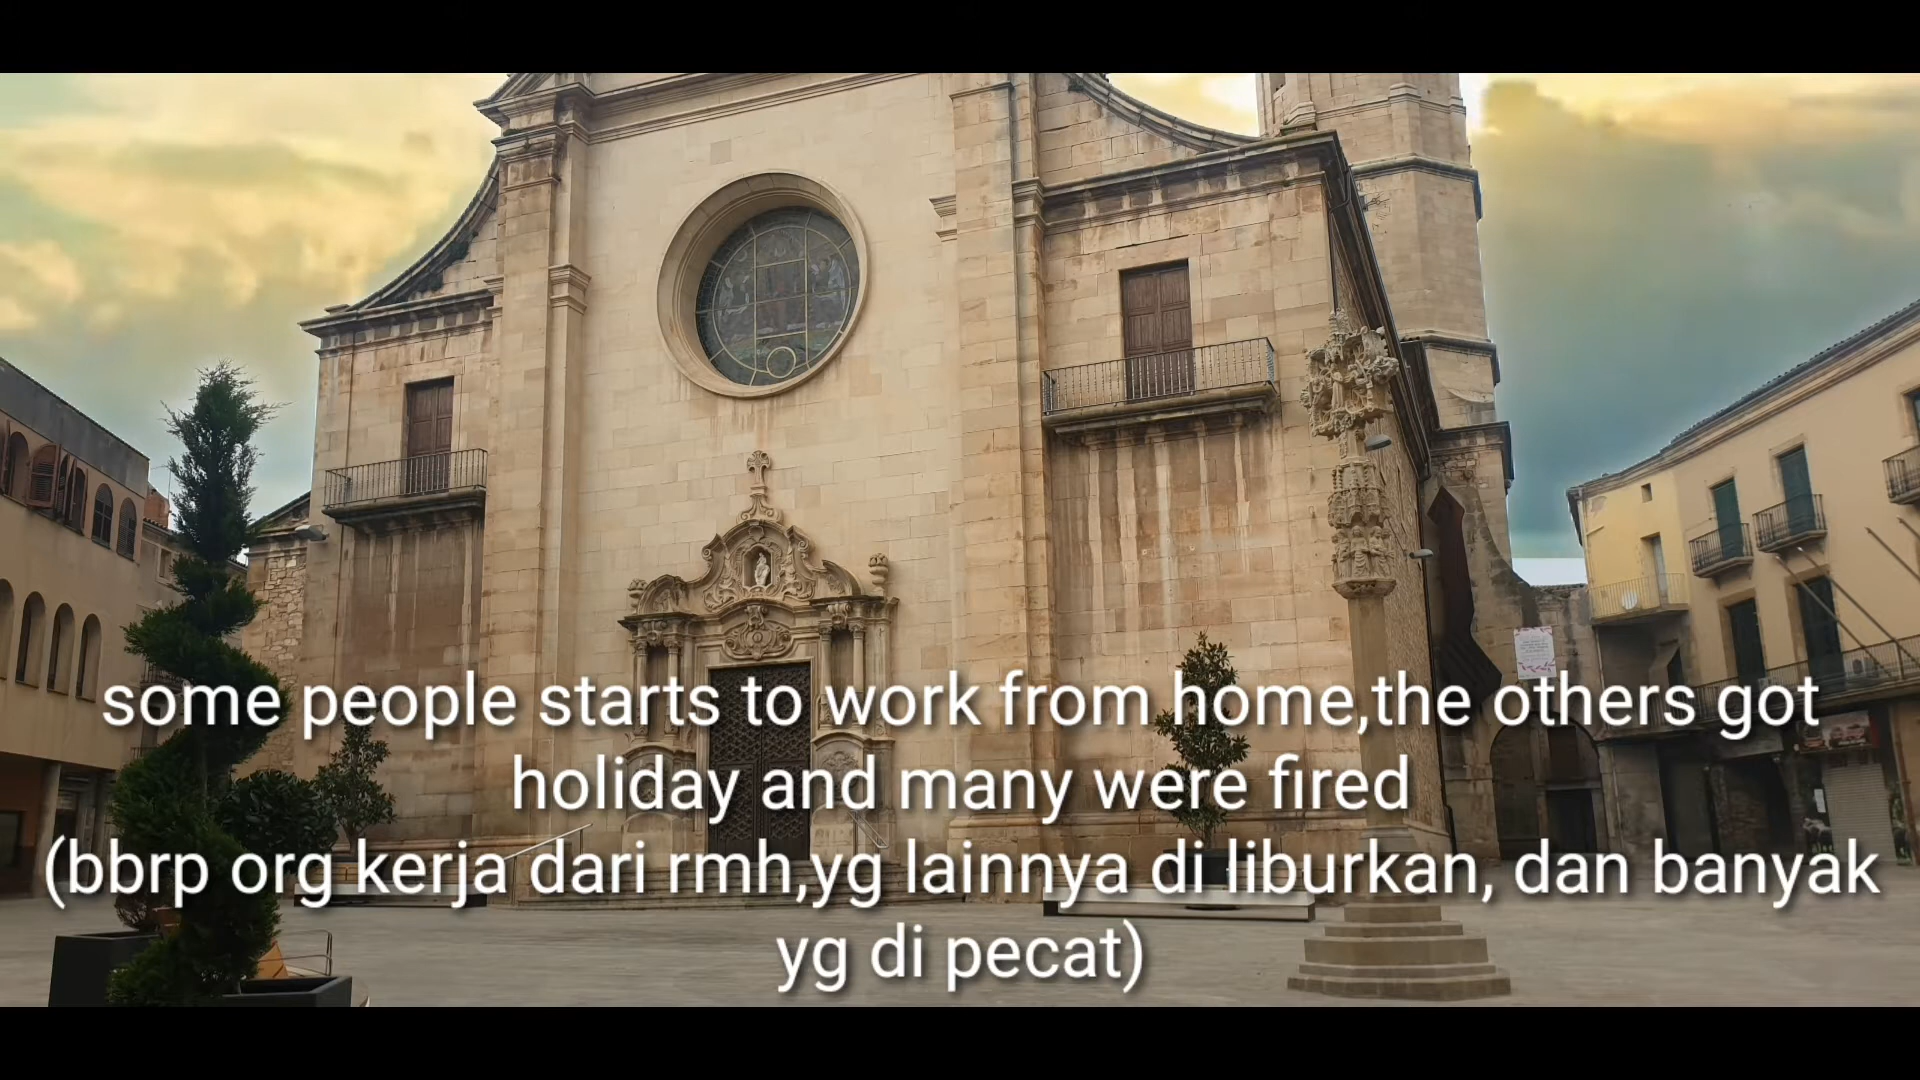 some people starts to work from home,the others got
holiday and many were fired
(bbrp org kerja dari rmh,yg lainnya di liburkan, dan banyak
yg di pecat)